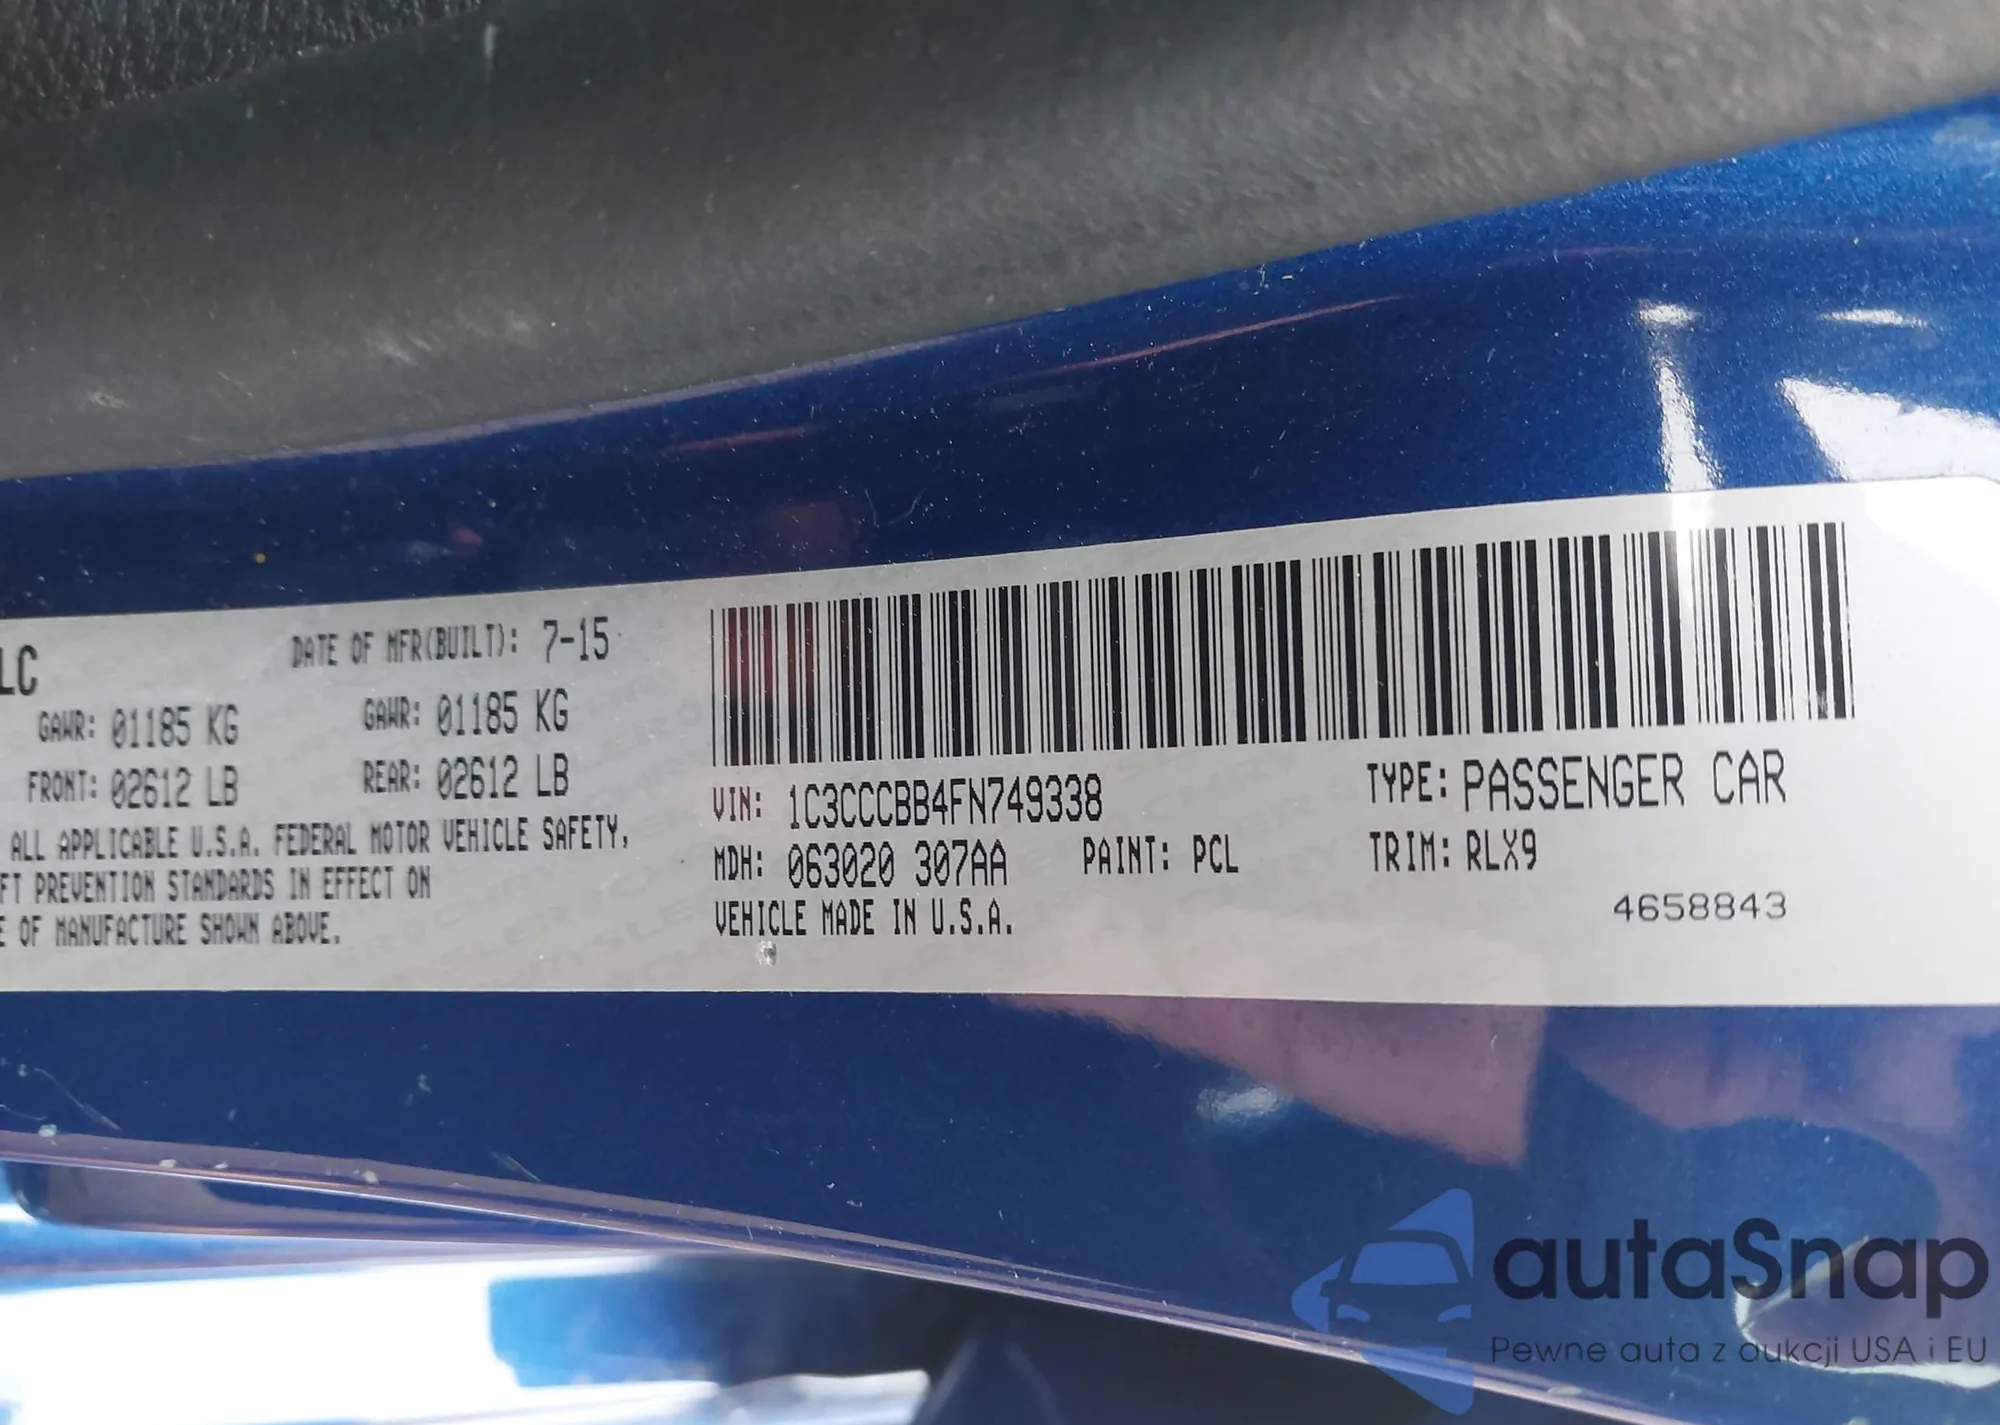 LC
DATE OF MFR(BUILT): 7-15
GAWR: 01185 KG GAWR: 01185 KG
FRONT: 02612 LB REAR: 02612 LB
ALL APPLICABLE U.S.A. FEDERAL MOTOR VEHICLE SAFETY,
FT PREVENTION STANDARDS IN EFFECT ON
E OF MANUFACTURE SHOWN ABOVE.
VIN: 1C3CCCBB4FN749338 TYPE: PASSENGER CAR
MDH: 063020 307AA PAINT: PCL TRIM: RLX9
VEHICLE MADE IN U.S.A.
4658843
autaSnap
Pewne auta z aukcji USA i EU